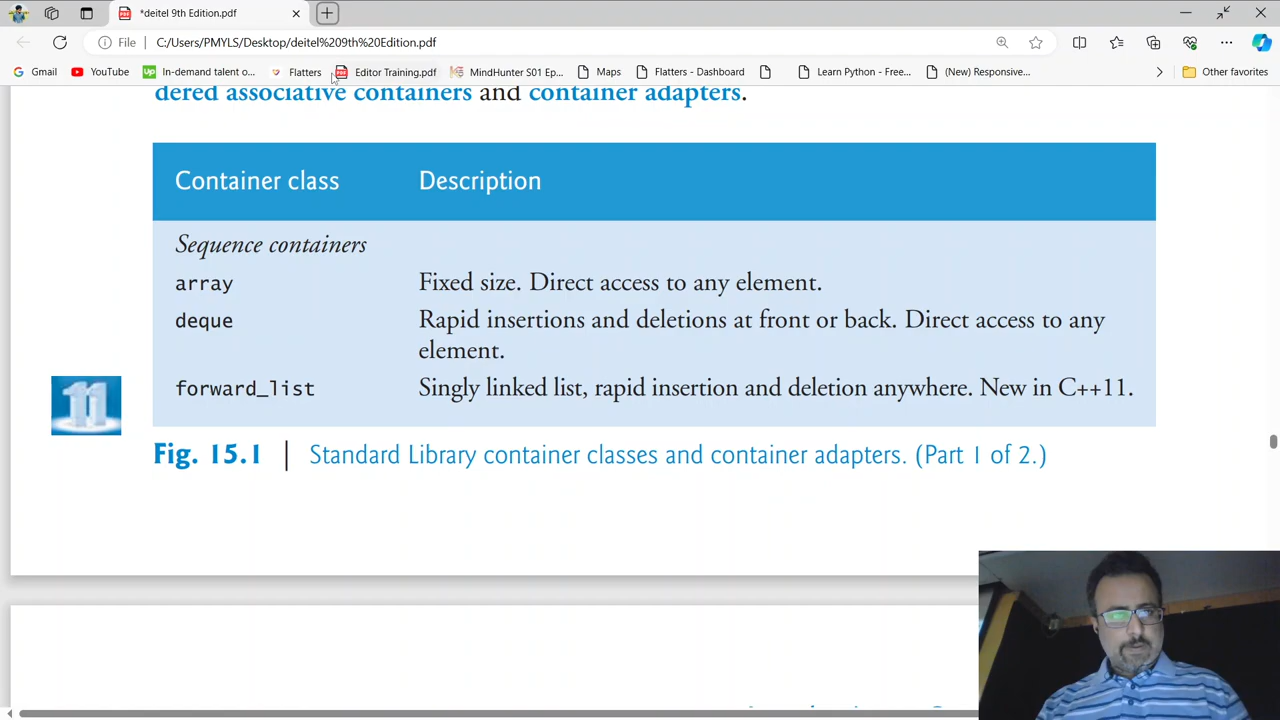 *deitel 9th Edition.pdf
File C:/Users/PMYLS/Desktop/deitel%209th%20Edition.pdf
Gmail YouTube Up In-demand talent o... Flatters Editor Training.pdf MindHunter S01 Ep... Maps Flatters - Dashboard Learn Python - Free... (New) Responsive... Other favorites
dered associative containers and container adapters.
Container class Description
Sequence containers
array Fixed size. Direct access to any element.
deque Rapid insertions and deletions at front or back. Direct access to any
element.
11 forward_list Singly linked list, rapid insertion and deletion anywhere. New in C++11.
Fig. 15.1 | Standard Library container classes and container adapters. (Part 1 of 2.)